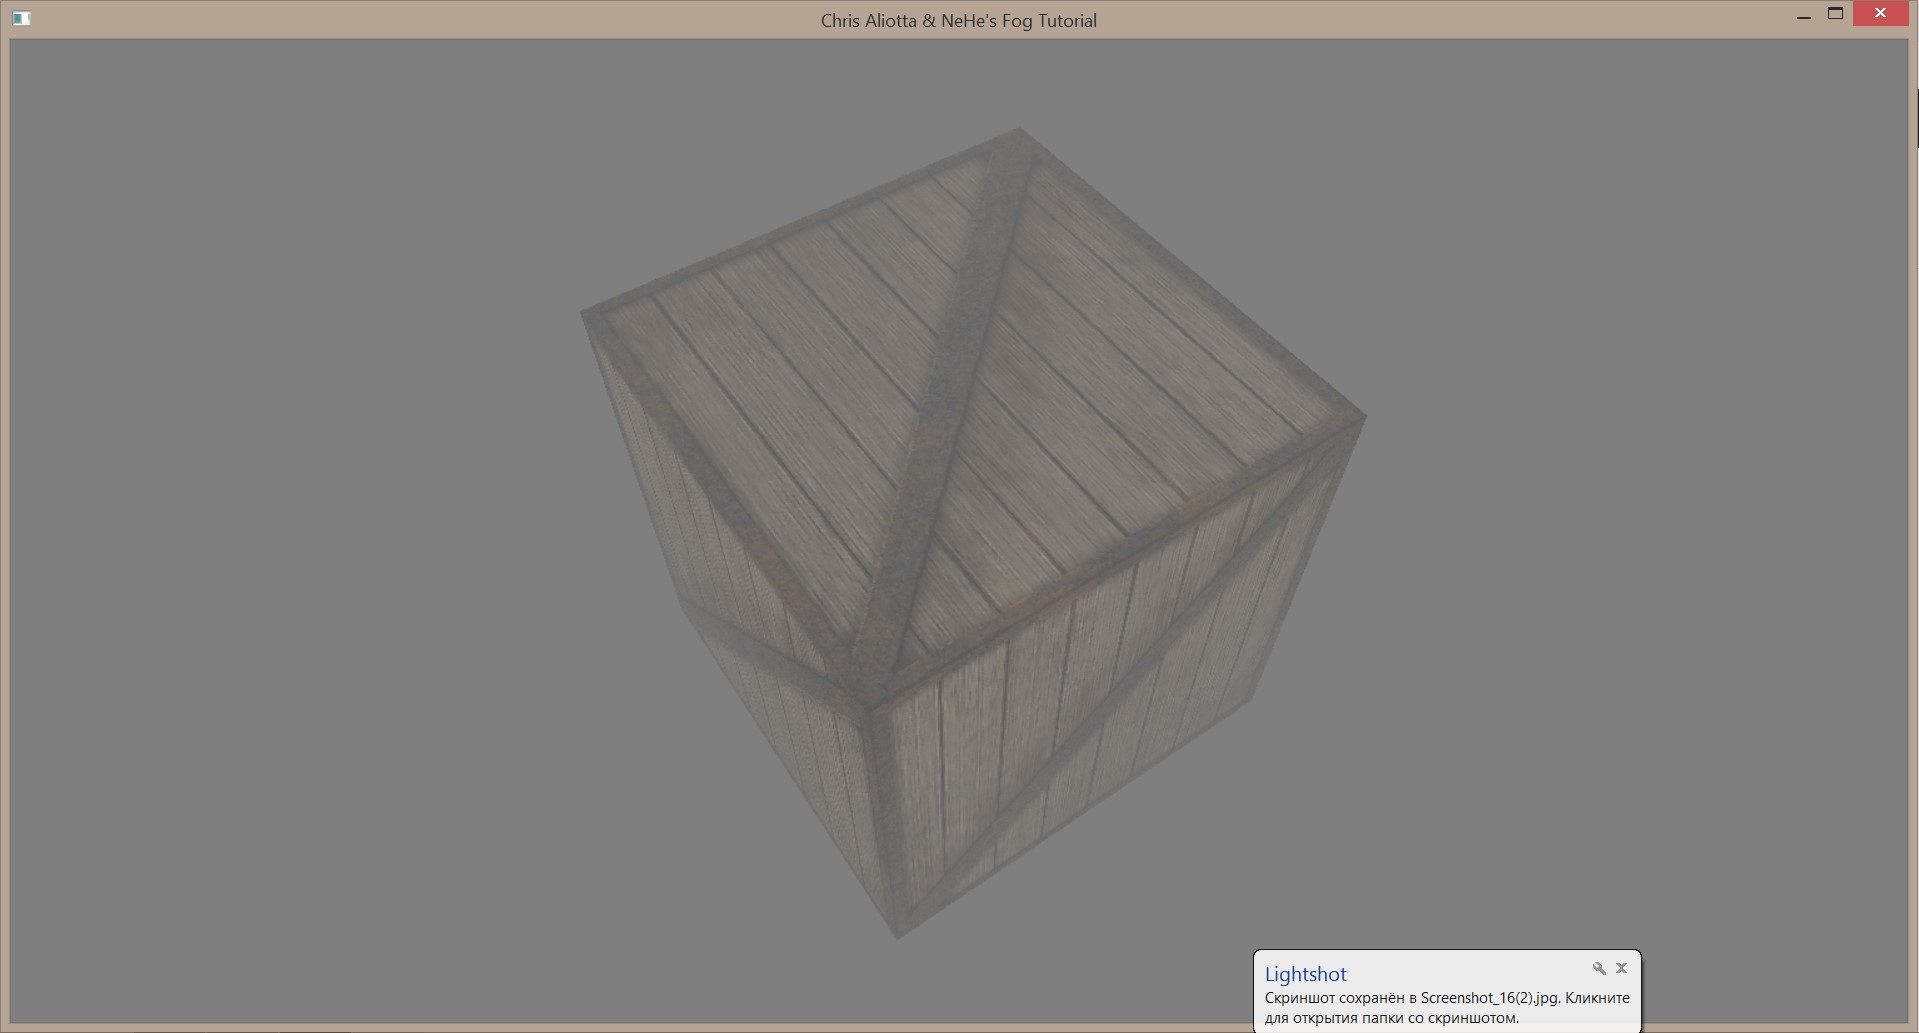 Chris Aliotta & NeHe's Fog Tutorial
Lightshot
Скриншот сохранён в Screenshot_16(2).jpg. Кликните
для открытия папки со скриншотом.